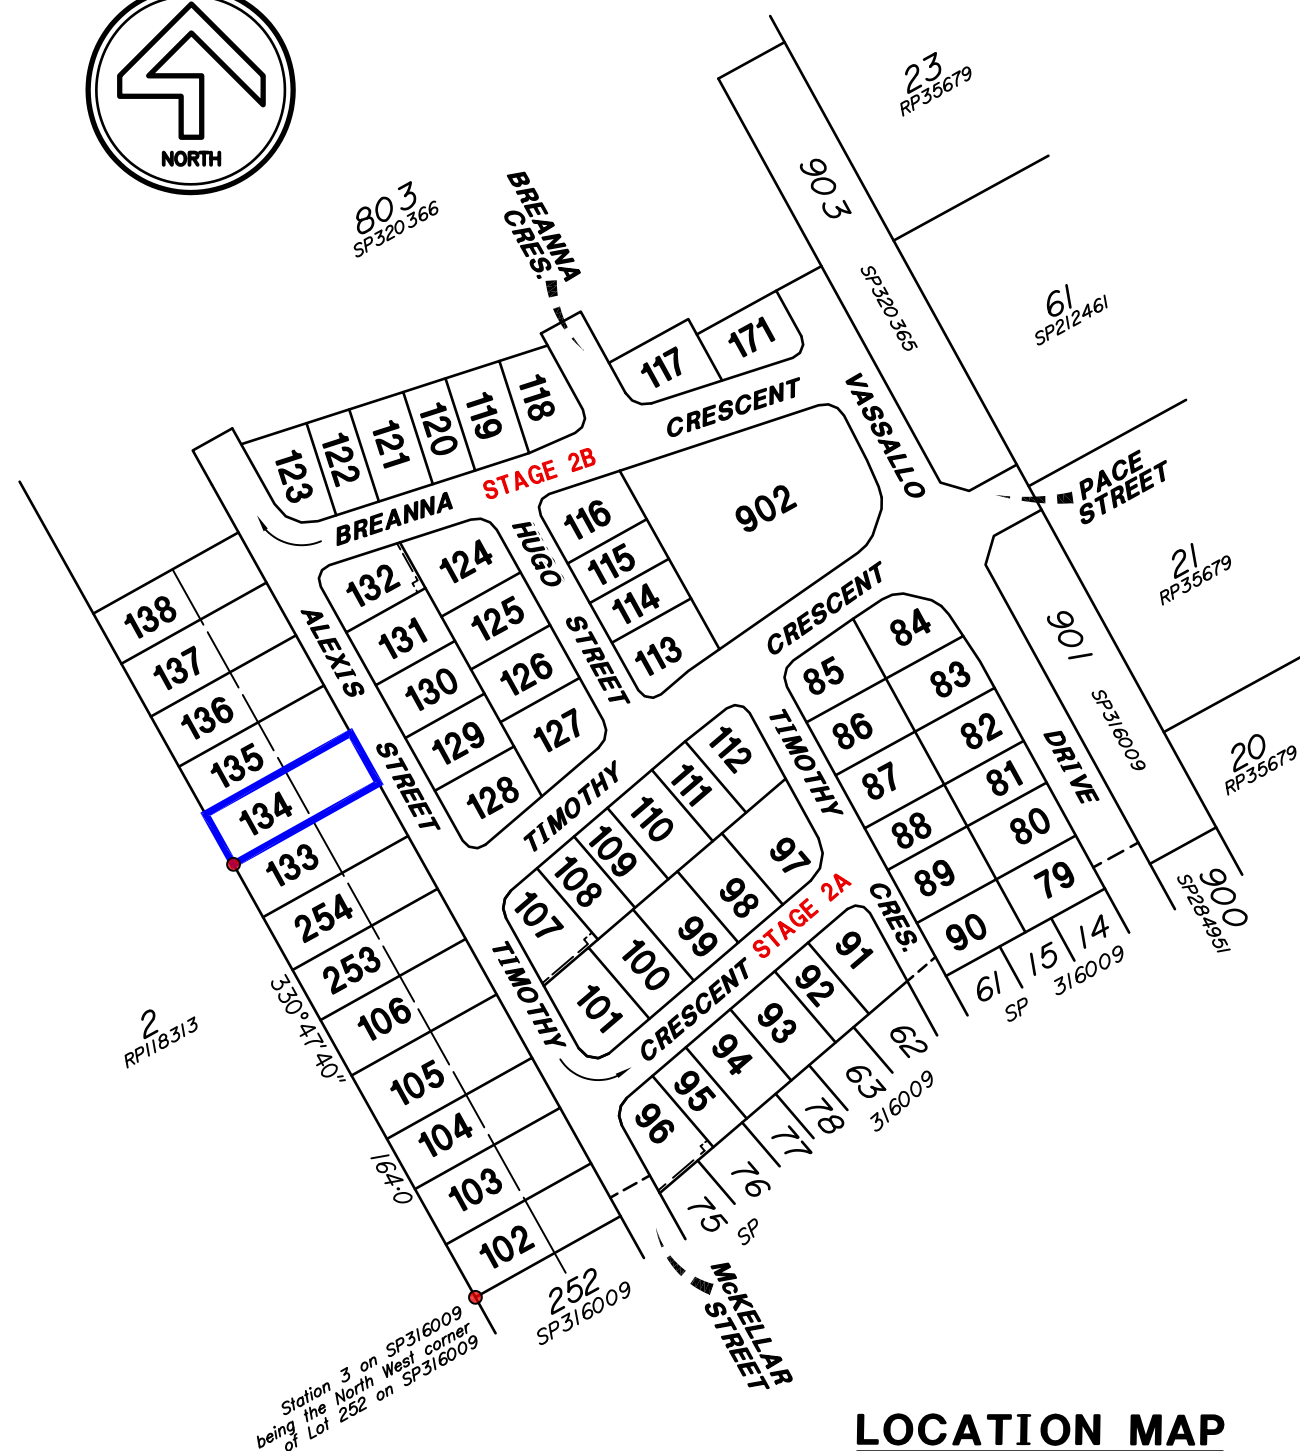 NORTH
23
RP35679
803
SP320366
BREANNA
CRES.
903
SP320365
61
SP212461
117
171
118
119
120
121
122
123
CRESCENT
VASSALLO
STAGE 2B
BREANNA
HUGO
STREET
116
115
114
113
902
PACE
STREET
21
RP35679
132
124
131
125
130
126
129
127
128
ALEXIS
STREET
138
137
136
135
134
133
254
253
106
105
104
103
102
CRESCENT
85
84
86
83
87
82
88
81
89
80
90
79
901
SP316009
DRIVE
20
RP35679
900
SP284951
TIMOTHY
TIMOTHY
CRES.
112
111
110
109
108
107
97
98
99
100
101
STAGE 2A
CRESCENT
TIMOTHY
91
92
93
94
95
96
61
15
14
SP 316009
62
63
78
77
76
75
SP 316009
2
RP118313
330°47'40"
164·0
252
SP316009
McKELLAR
STREET
Station 3 on SP316009
being the North West corner
of Lot 252 on SP316009
LOCATION MAP